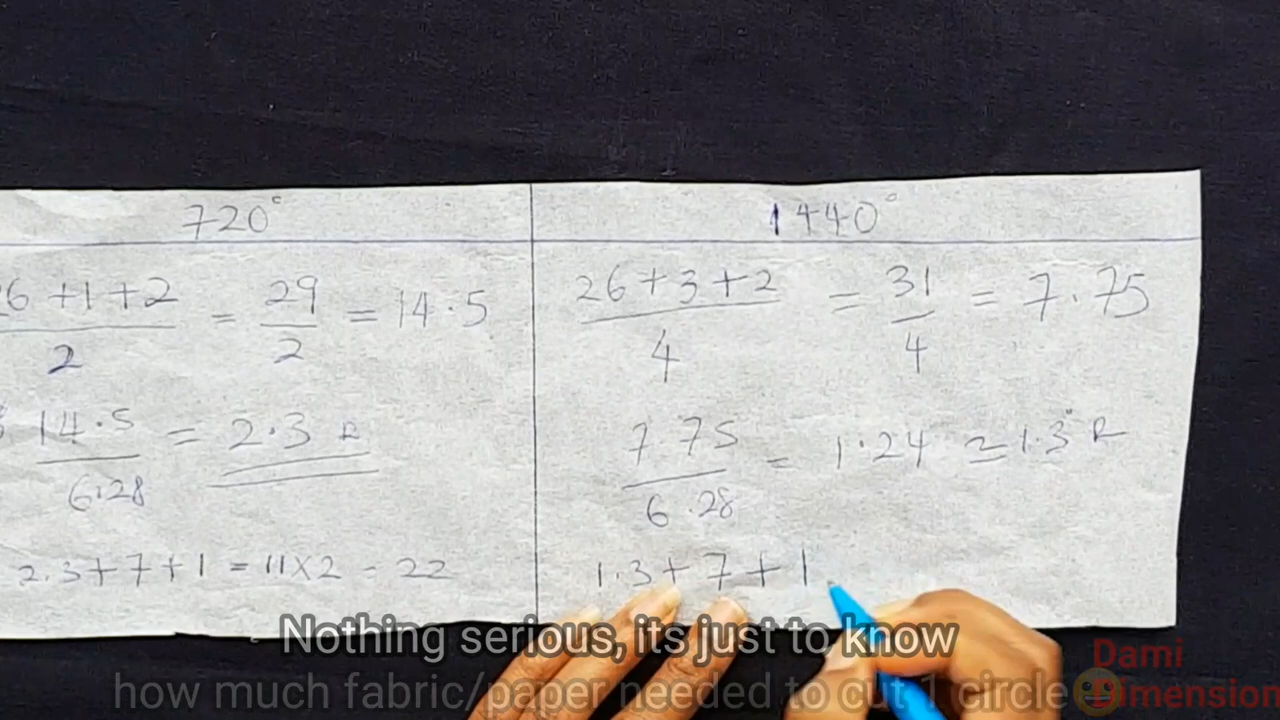 720°
26 +1+2 / 2 = 29 / 2 = 14.5
14.5 / 6.28 = 2.3 R
2.3+7+1 = 11x2 - 22
1440°
26+3+2 / 4 = 31 / 4 = 7.75
7.75 / 6.28 = 1.24 ≃ 1.3" R
1.3+7+1
Nothing serious, its just to know
how much fabric/paper needed to cut 1 circle
Dami
Dimension